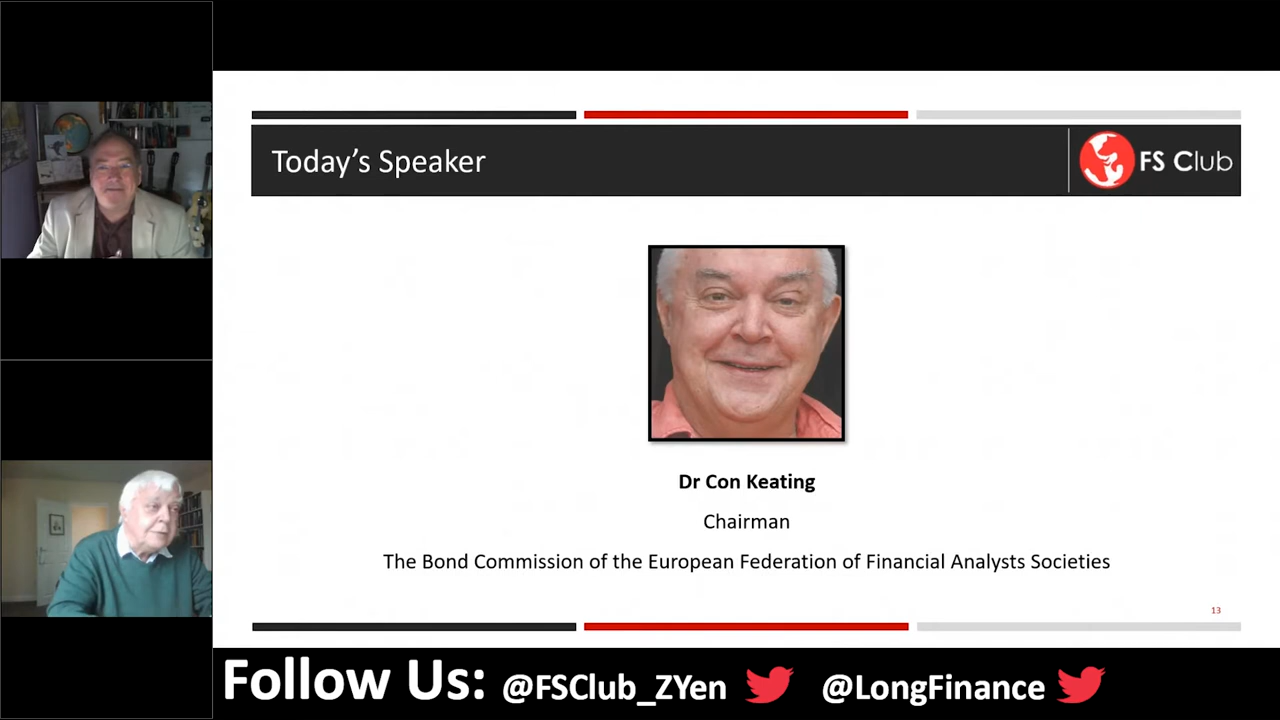 Today's Speaker
FS Club
Dr Con Keating
Chairman
The Bond Commission of the European Federation of Financial Analysts Societies
13
Follow Us: @FSClub_ZYen @LongFinance